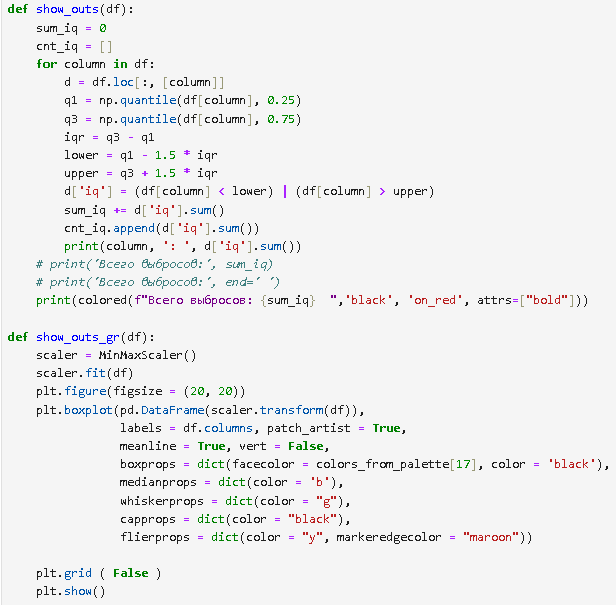 def show_outs(df):
    sum_iq = 0
    cnt_iq = []
    for column in df:
        d = df.loc[:, [column]]
        q1 = np.quantile(df[column], 0.25)
        q3 = np.quantile(df[column], 0.75)
        iqr = q3 - q1
        lower = q1 - 1.5 * iqr
        upper = q3 + 1.5 * iqr
        d['iq'] = (df[column] < lower) | (df[column] > upper)
        sum_iq += d['iq'].sum()
        cnt_iq.append(d['iq'].sum())
        print(column, ': ', d['iq'].sum())
    # print('Всего выбросов:', sum_iq)
    # print('Всего выбросов:', end=' ')
    print(colored(f"Всего выбросов: {sum_iq}  ",'black', 'on_red', attrs=["bold"]))

def show_outs_gr(df):
    scaler = MinMaxScaler()
    scaler.fit(df)
    plt.figure(figsize = (20, 20))
    plt.boxplot(pd.DataFrame(scaler.transform(df)),
                labels = df.columns, patch_artist = True,
                meanline = True, vert = False,
                boxprops = dict(facecolor = colors_from_palette[17], color = 'black'),
                medianprops = dict(color = 'b'),
                whiskerprops = dict(color = "g"),
                capprops = dict(color = "black"),
                flierprops = dict(color = "y", markeredgecolor = "maroon"))

    plt.grid ( False )
    plt.show()